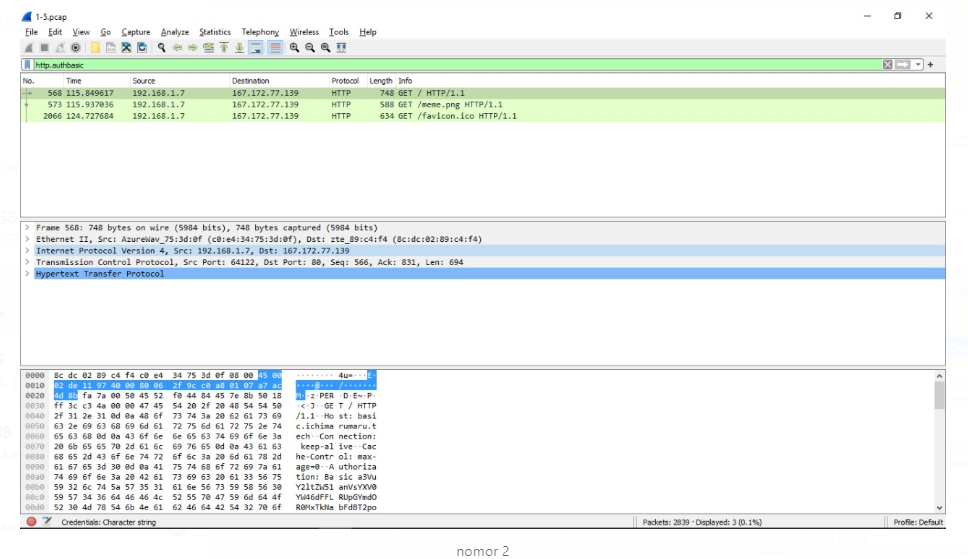 1-5.pcap
File Edit View Go Capture Analyze Statistics Telephony Wireless Tools Help
http.authbasic
No. Time Source Destination Protocol Length Info
568 115.849617 192.168.1.7 167.172.77.139 HTTP 748 GET / HTTP/1.1
573 115.937036 192.168.1.7 167.172.77.139 HTTP 588 GET /meme.png HTTP/1.1
2066 124.727684 192.168.1.7 167.172.77.139 HTTP 634 GET /favicon.ico HTTP/1.1
Frame 568: 748 bytes on wire (5984 bits), 748 bytes captured (5984 bits)
Ethernet II, Src: AzureWav_75:3d:0f (c0:e4:34:75:3d:0f), Dst: zte_89:c4:f4 (8c:dc:02:89:c4:f4)
Internet Protocol Version 4, Src: 192.168.1.7, Dst: 167.172.77.139
Transmission Control Protocol, Src Port: 64122, Dst Port: 80, Seq: 566, Ack: 831, Len: 694
Hypertext Transfer Protocol
0000 8c dc 02 89 c4 f4 c0 e4 34 75 3d 0f 08 00 45 00 ········ 4u=···E·
0010 02 de 11 97 40 00 80 06 2f 9c c0 a8 01 07 a7 ac ····@··· /·······
0020 4d 8b fa 7a 00 50 45 52 f0 44 84 45 7e 8b 50 18 M··z·PER ·D·E~·P·
0030 ff 3c c3 4a 00 00 47 45 54 20 2f 20 48 54 54 50 ·<·J··GE T / HTTP
0040 2f 31 2e 31 0d 0a 48 6f 73 74 3a 20 62 61 73 69 /1.1··Ho st: basi
0050 63 2e 69 63 68 69 6d 61 72 75 6d 61 72 75 2e 74 c.ichima rumaru.t
0060 65 63 68 0d 0a 43 6f 6e 6e 65 63 74 69 6f 6e 3a ech··Con nection:
0070 20 6b 65 65 70 2d 61 6c 69 76 65 0d 0a 43 61 63 keep-al ive··Cac
0080 68 65 2d 43 6f 6e 74 72 6f 6c 3a 20 6d 61 78 2d he-Contr ol: max-
0090 61 67 65 3d 30 0d 0a 41 75 74 68 6f 72 69 7a 61 age=0··A uthoriza
00a0 74 69 6f 6e 3a 20 42 61 73 69 63 20 61 33 56 75 tion: Ba sic a3Vu
00b0 59 32 6c 74 5a 57 35 31 61 6e 56 73 59 58 56 30 Y2ltZW51 anVsYXV0
00c0 59 57 34 36 64 46 46 4c 52 55 70 47 59 6d 64 4f YW46dFFL RUpGYmdO
00d0 52 30 4d 78 54 6b 4e 61 62 46 64 42 54 32 70 6f R0MxTkNa bFdBT2po
Credentials: Character string
Packets: 2839 · Displayed: 3 (0.1%)
Profile: Default
nomor 2